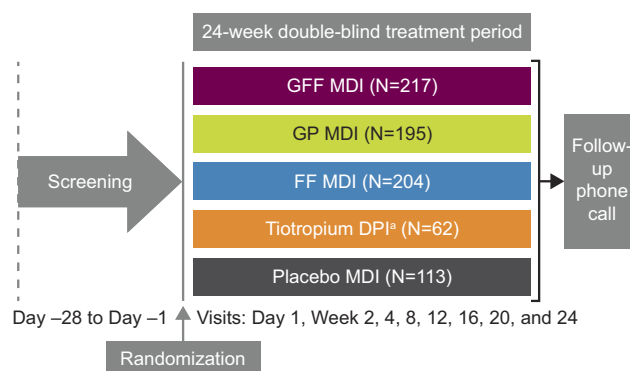 24-week double-blind treatment period
GFF MDI (N=217)
GP MDI (N=195)
Screening
FF MDI (N=204)
Tiotropium DPIᵃ (N=62)
Placebo MDI (N=113)
Follow-
up
phone
call
Day –28 to Day –1
Visits: Day 1, Week 2, 4, 8, 12, 16, 20, and 24
Randomization